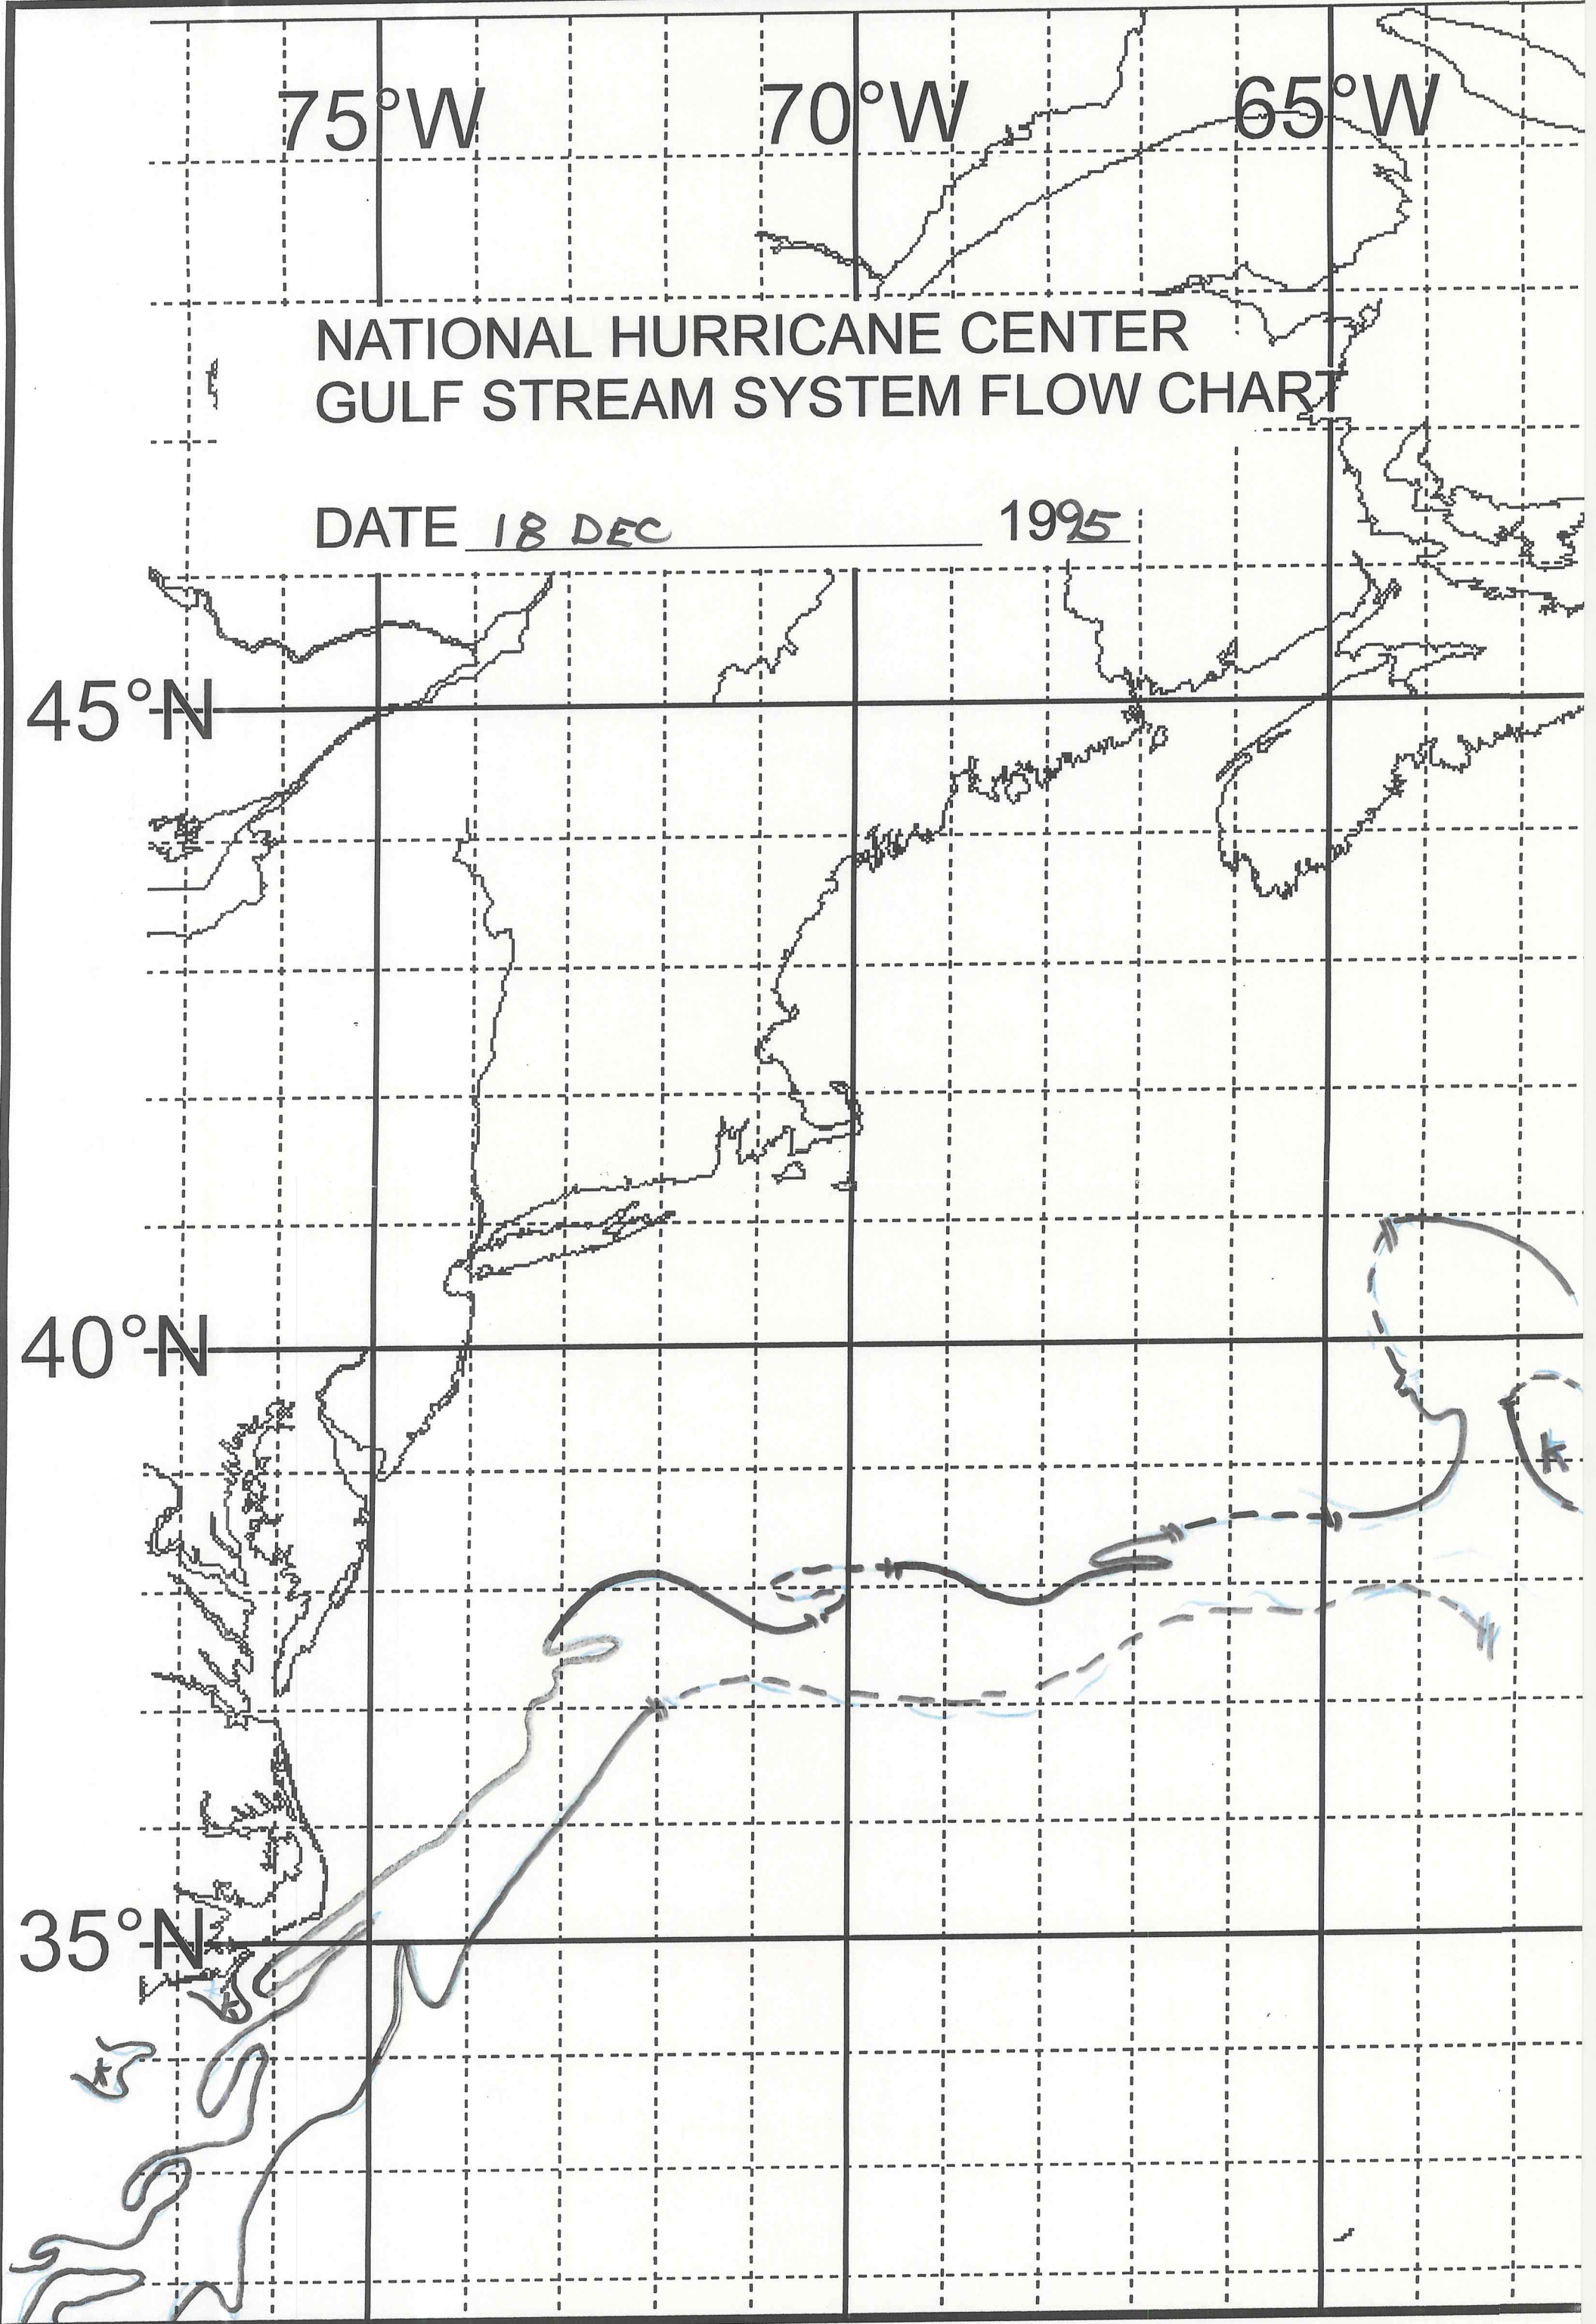 75°W 70°W 65°W
NATIONAL HURRICANE CENTER
GULF STREAM SYSTEM FLOW CHART
DATE 18 DEC 1995
45°N
40°N
K
35°N
K
K